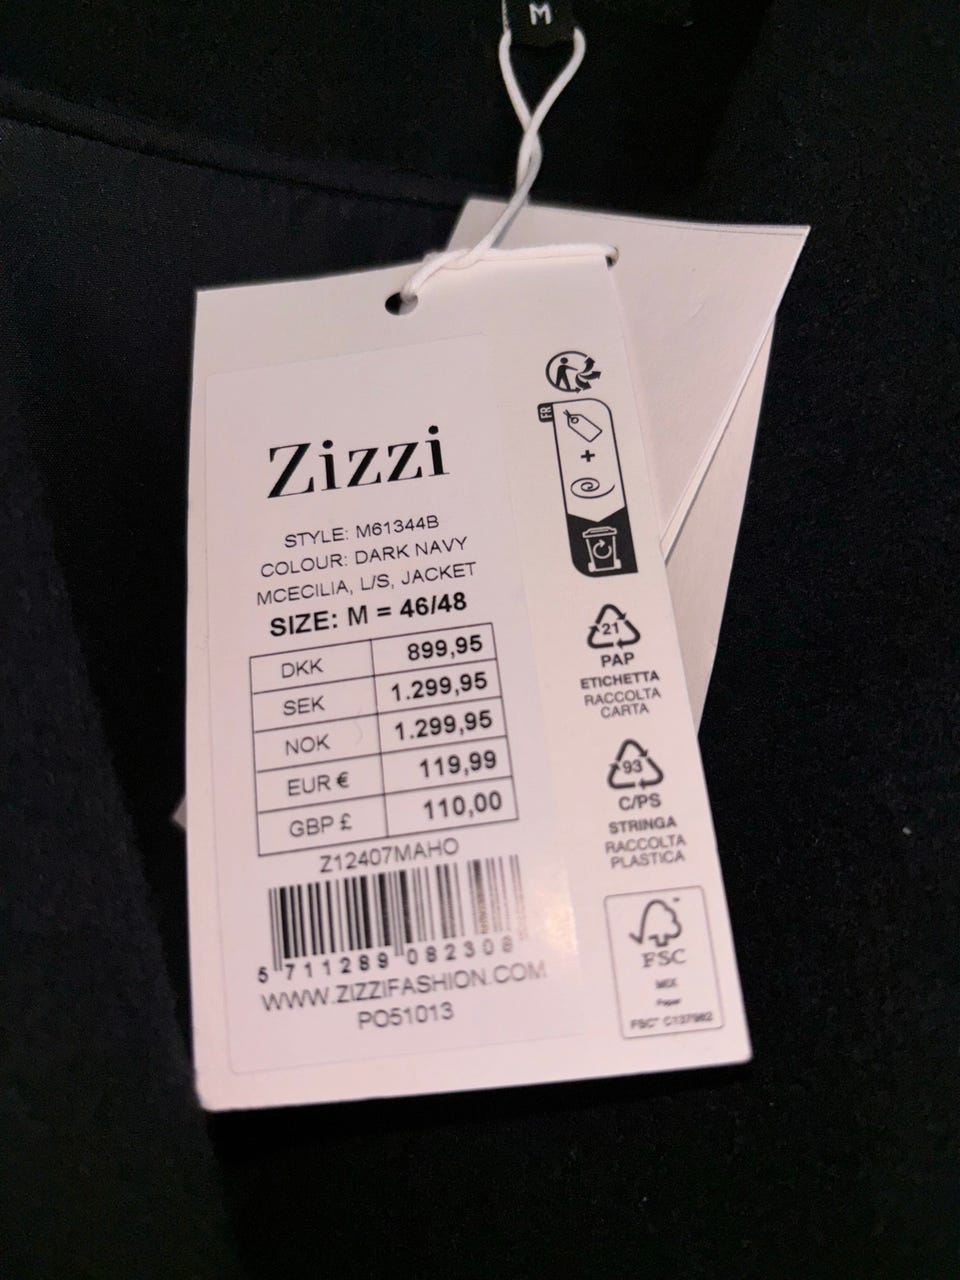 M
Zizzi
STYLE: M61344B
COLOUR: DARK NAVY
MCECILIA, L/S, JACKET
SIZE: M = 46/48
DKK 899,95
SEK 1.299,95
NOK 1.299,95
EUR € 119,99
GBP £ 110,00
Z12407MAHO
5 711289 082308
WWW.ZIZZIFASHION.COM
PO51013
FR
+
21
PAP
ETICHETTA
RACCOLTA
CARTA
93
C/PS
STRINGA
RACCOLTA
PLASTICA
FSC
MIX
Paper
FSC® C137982